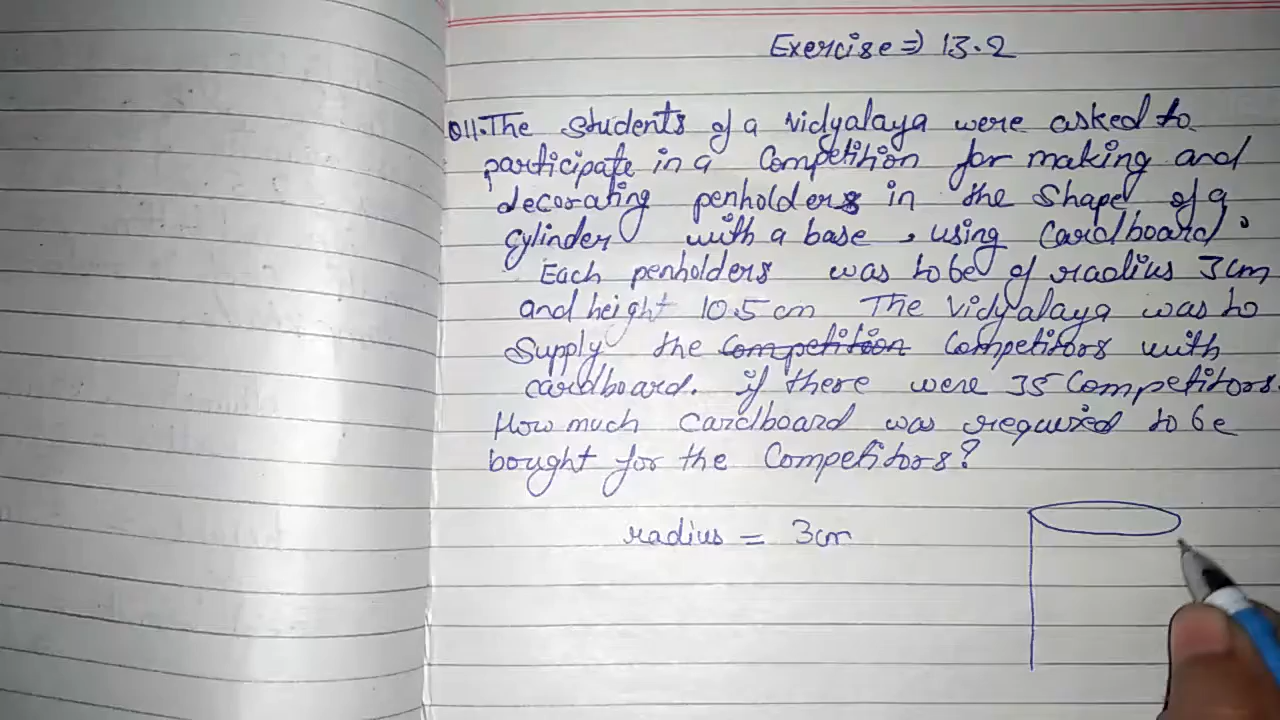 Exercise ⇒ 13.2
Q11. The students of a vidyalaya were asked to
participate in a Competition for making and
decorating penholders in the shape of a
cylinder with a base, using Cardboard.
Each penholders was to be of radius 3cm
and height 10.5 cm The Vidyalaya was to
Supply the Competition Competitors with
cardboard. if there were 35 Competitors.
How much Cardboard was required to be
bought for the Competitors?
radius = 3cm